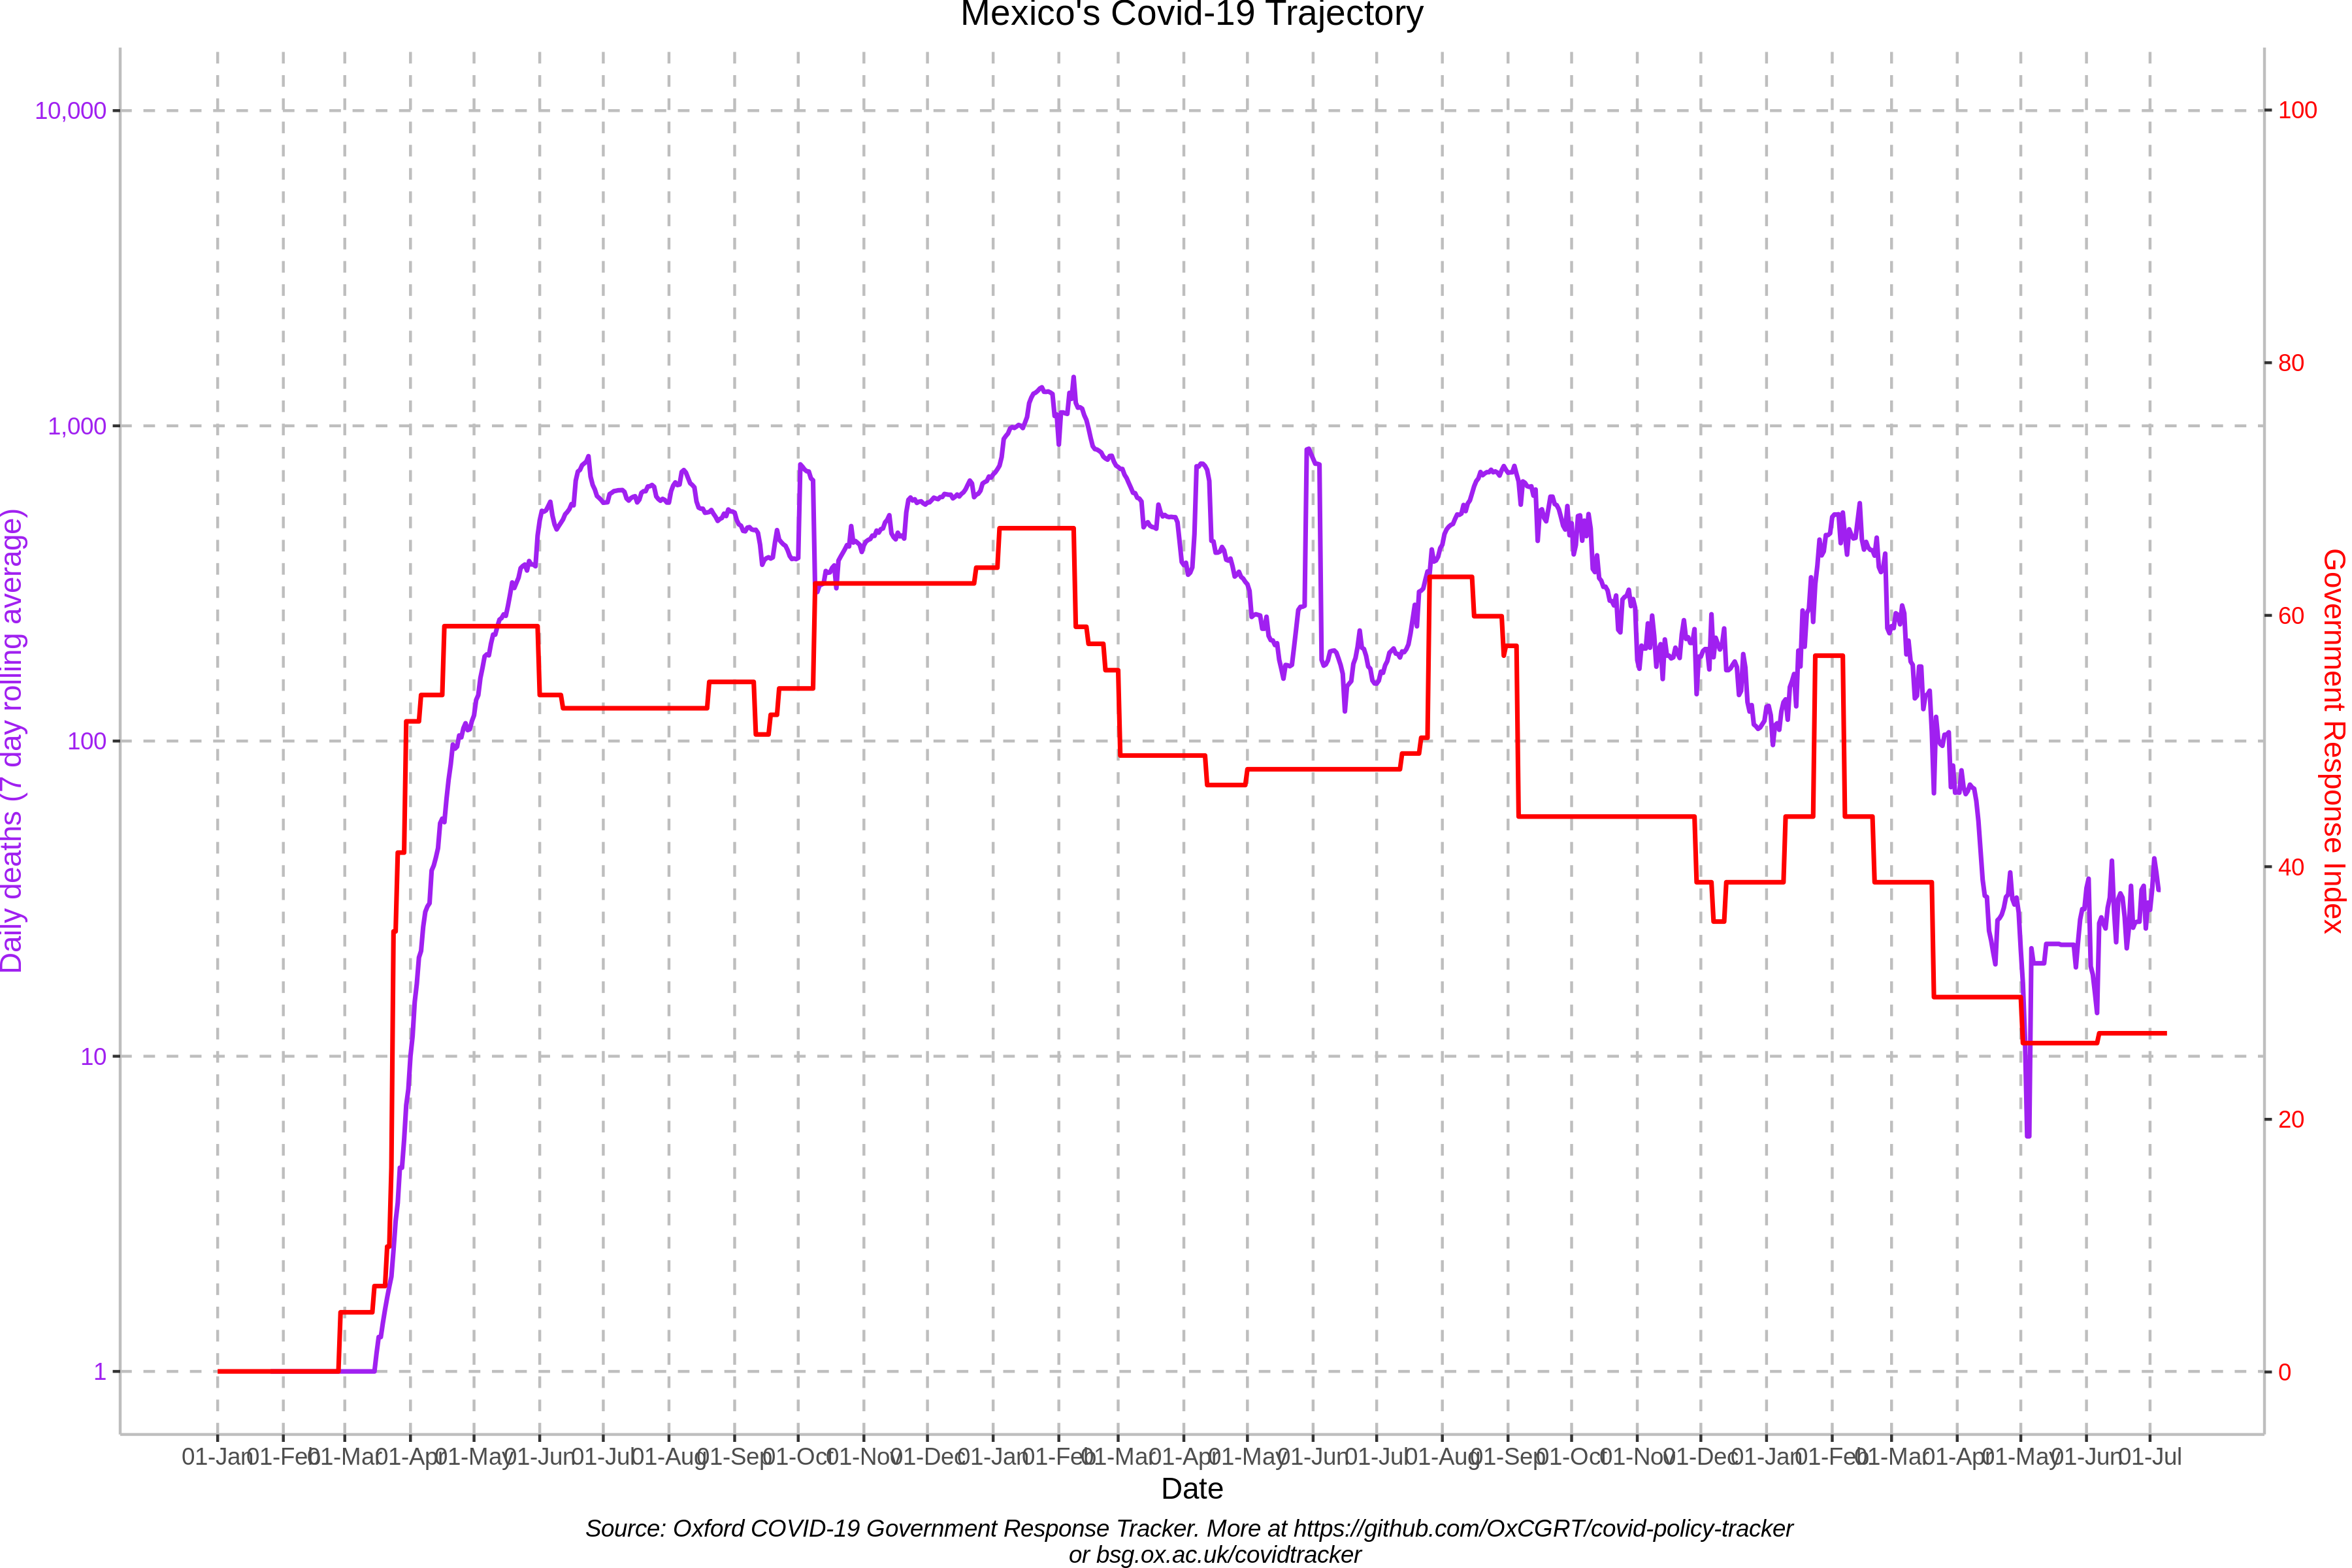 Mexico's Covid-19 Trajectory
10,000
1,000
100
10
1
Daily deaths (7 day rolling average)
100
80
60
40
20
0
Government Response Index
01-Jan 01-Feb 01-Mar 01-Apr 01-May 01-Jun 01-Jul 01-Aug 01-Sep 01-Oct 01-Nov 01-Dec 01-Jan 01-Feb 01-Mar 01-Apr 01-May 01-Jun 01-Jul 01-Aug 01-Sep 01-Oct 01-Nov 01-Dec 01-Jan 01-Feb 01-Mar 01-Apr 01-May 01-Jun 01-Jul
Date
Source: Oxford COVID-19 Government Response Tracker. More at https://github.com/OxCGRT/covid-policy-tracker
or bsg.ox.ac.uk/covidtracker